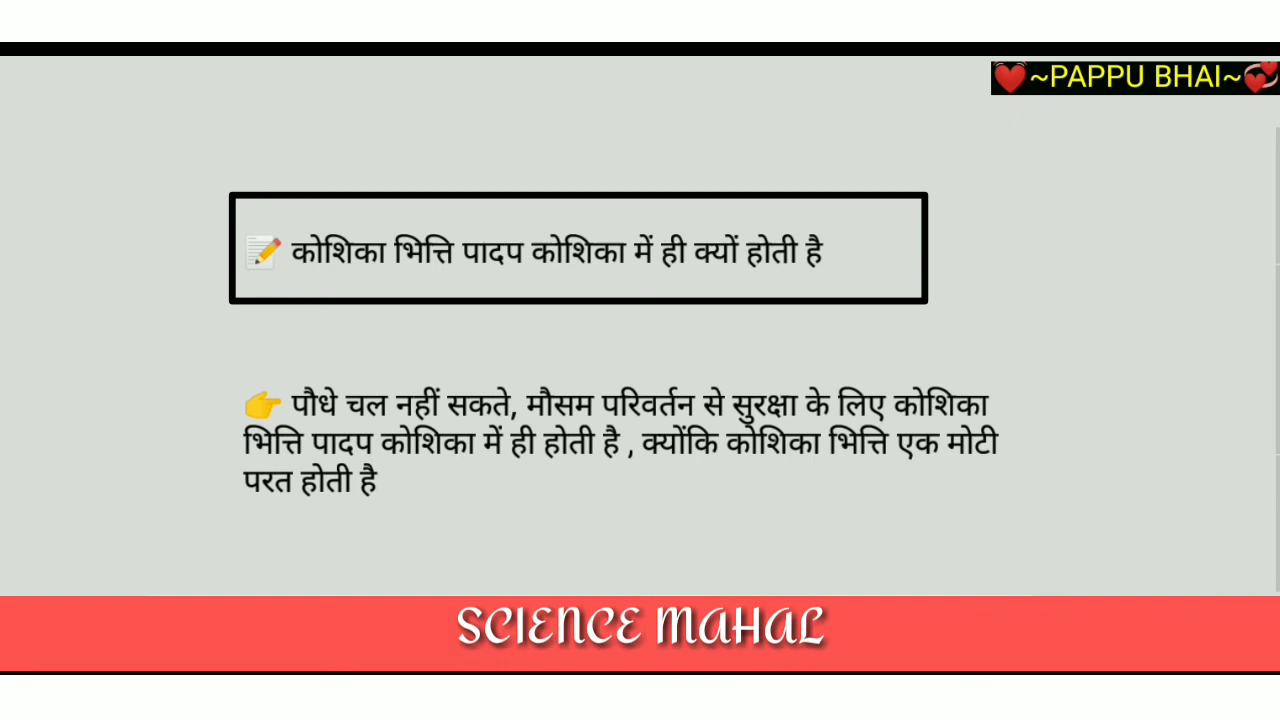 ❤️~PAPPU BHAI~💞
📝 कोशिका भित्ति पादप कोशिका में ही क्यों होती है
👉 पौधे चल नहीं सकते, मौसम परिवर्तन से सुरक्षा के लिए कोशिका
भित्ति पादप कोशिका में ही होती है , क्योंकि कोशिका भित्ति एक मोटी
परत होती है
SCIENCE MAHAL